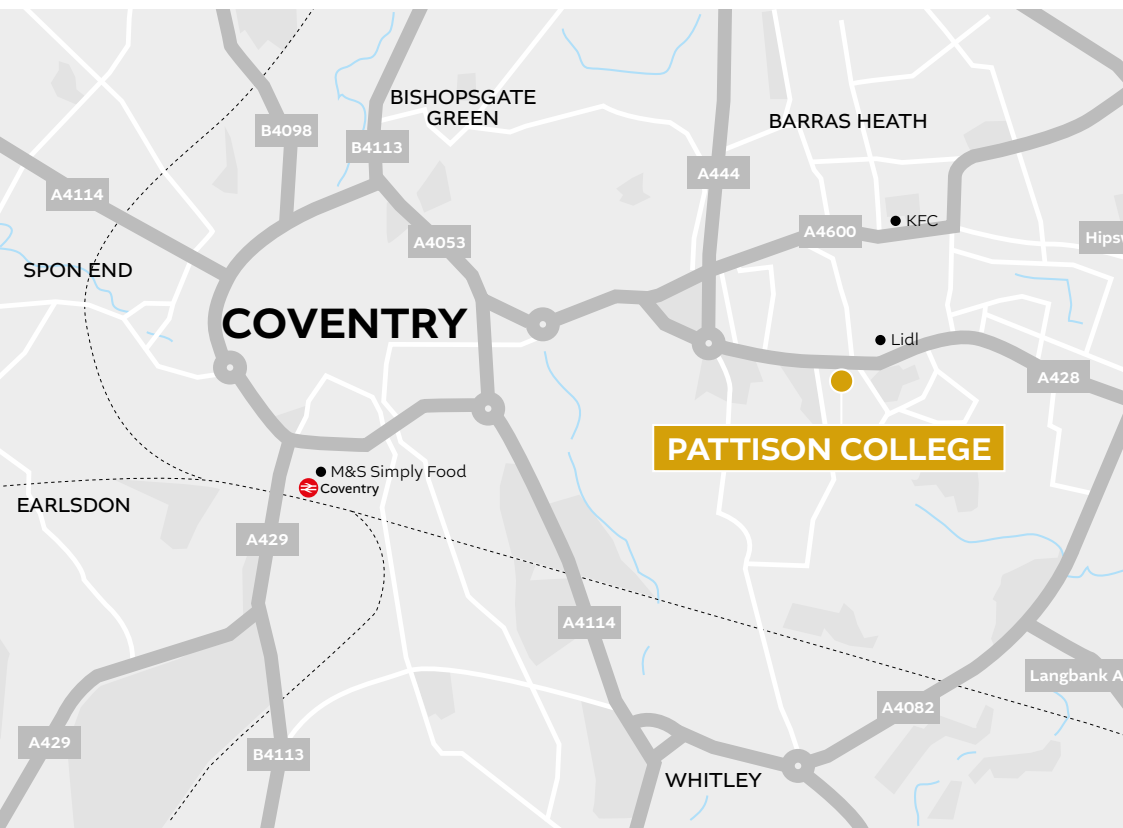 BISHOPSGATE
GREEN
BARRAS HEATH
B4098
B4113
A444
A4114
KFC
A4600
Hips
A4053
SPON END
COVENTRY
Lidl
A428
PATTISON COLLEGE
M&S Simply Food
Coventry
EARLSDON
A429
A4114
Langbank A
A4082
A429
B4113
WHITLEY